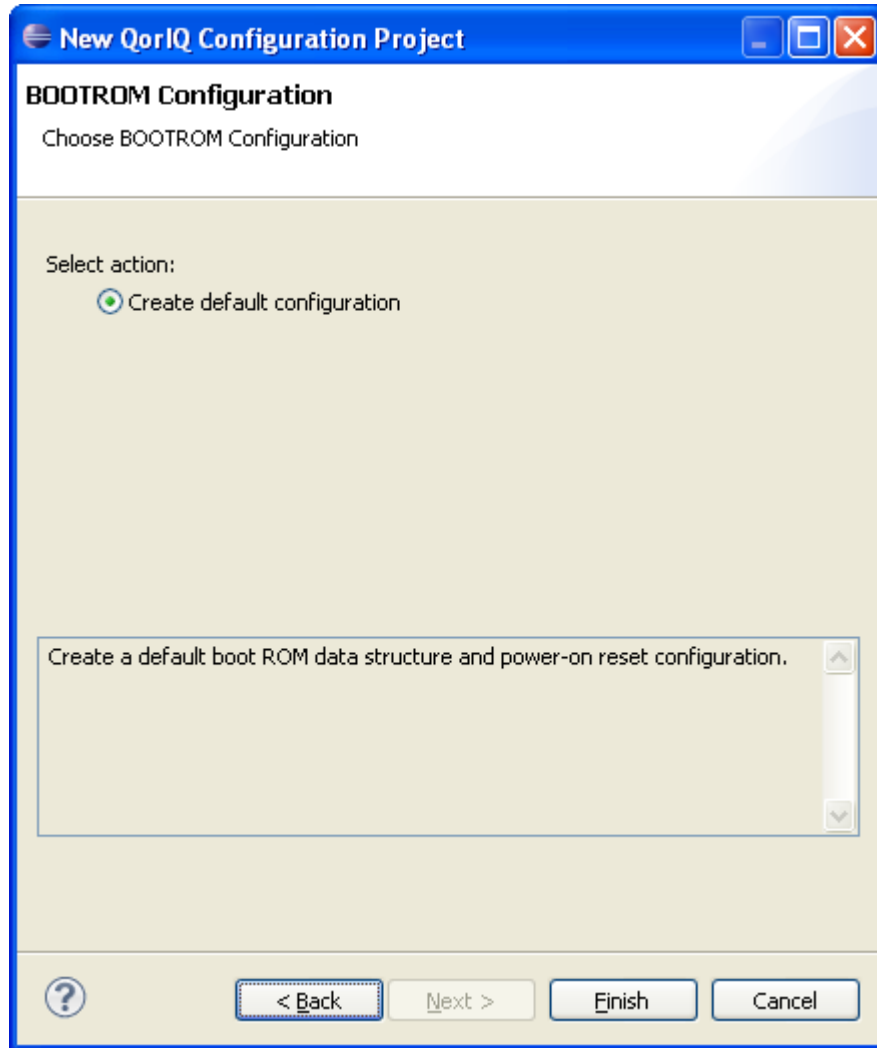 New QorIQ Configuration Project
BOOTROM Configuration
Choose BOOTROM Configuration
Select action:
Create default configuration
Create a default boot ROM data structure and power-on reset configuration.
? < Back Next > Finish Cancel